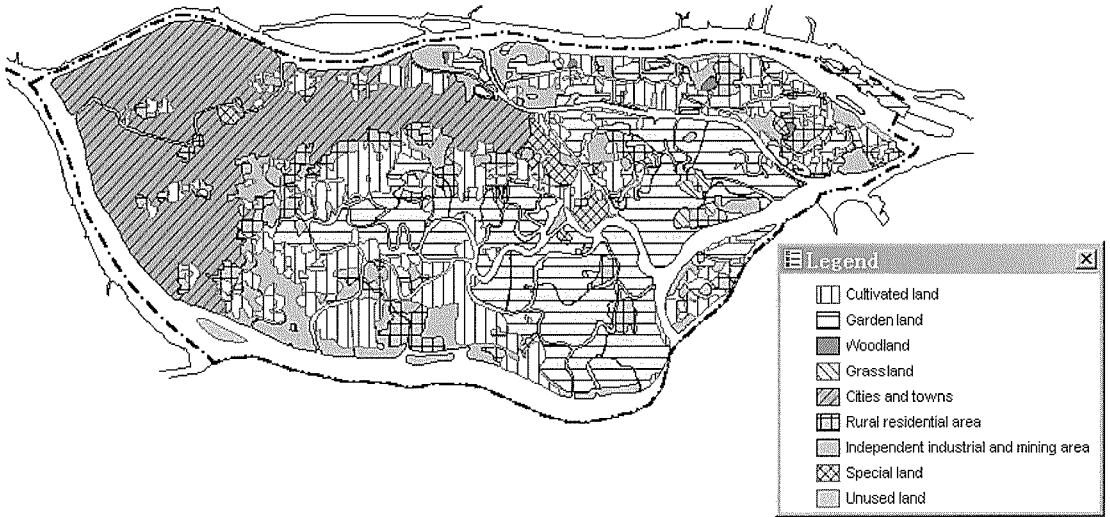 Legend
Cultivated land
Garden land
Woodland
Grassland
Cities and towns
Rural residential area
Independent industrial and mining area
Special land
Unused land